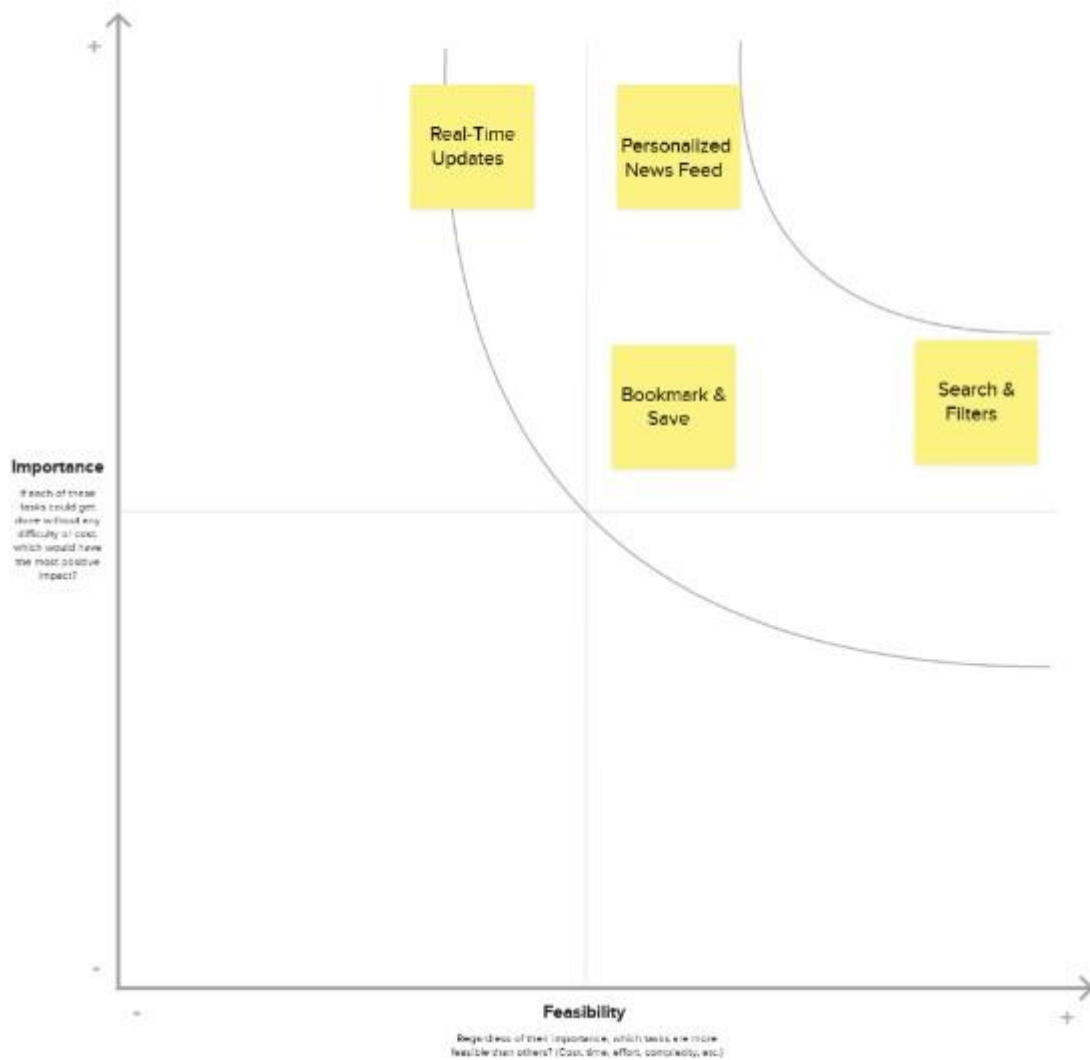 +
Real-Time
Updates
Personalized
News Feed
Bookmark &
Save
Search &
Filters
Importance
If each of these
tasks could get
done without any
difficulty or cost,
which would have
the most positive
impact?
-
-
Feasibility
+
Regardless of their importance, which tasks are more
feasible than others? (Cost, time, effort, complexity, etc.)